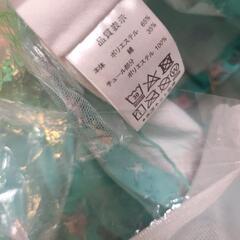 品質表示
本体 ポリエステル 65%
綿 35%
チュール部分 ポリエステル 100%